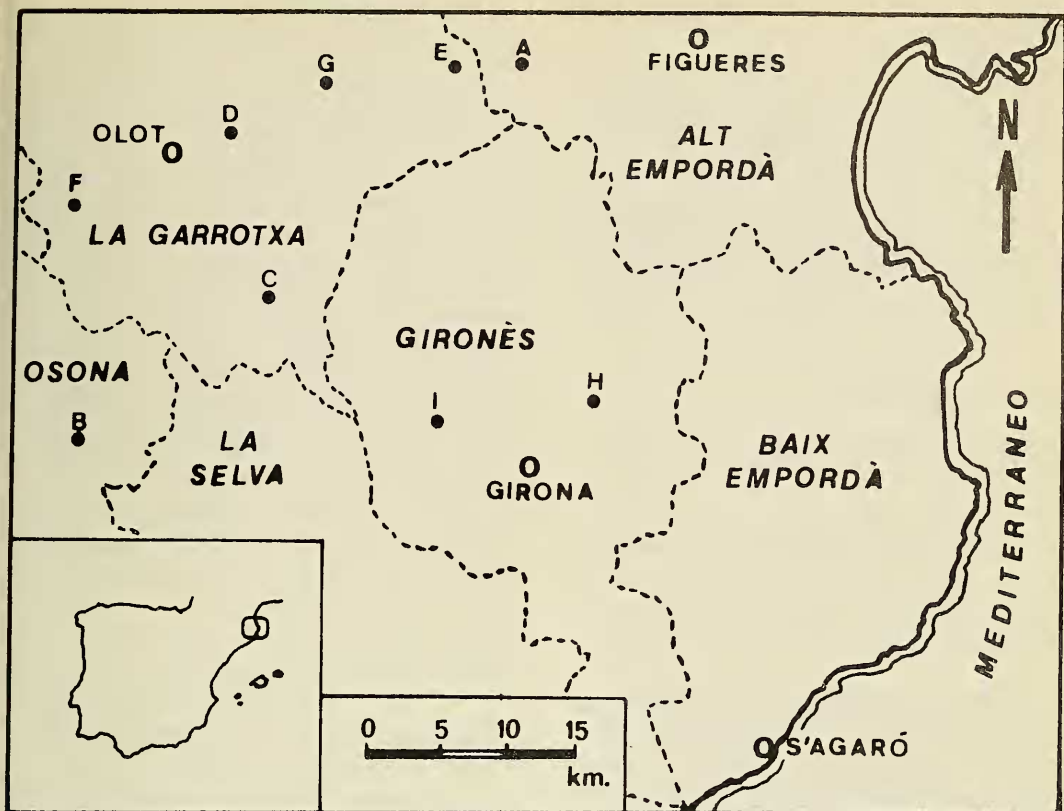 E
A
FIGUERES
G
D
OLOT
N
ALT
EMPORDÀ
F
LA GARROTXA
C
GIRONÈS
OSONA
H
B
I
LA
SELVA
BAIX
EMPORDÀ
GIRONA
MEDITERRANEO
0 5 10 15
km.
S'AGARÓ